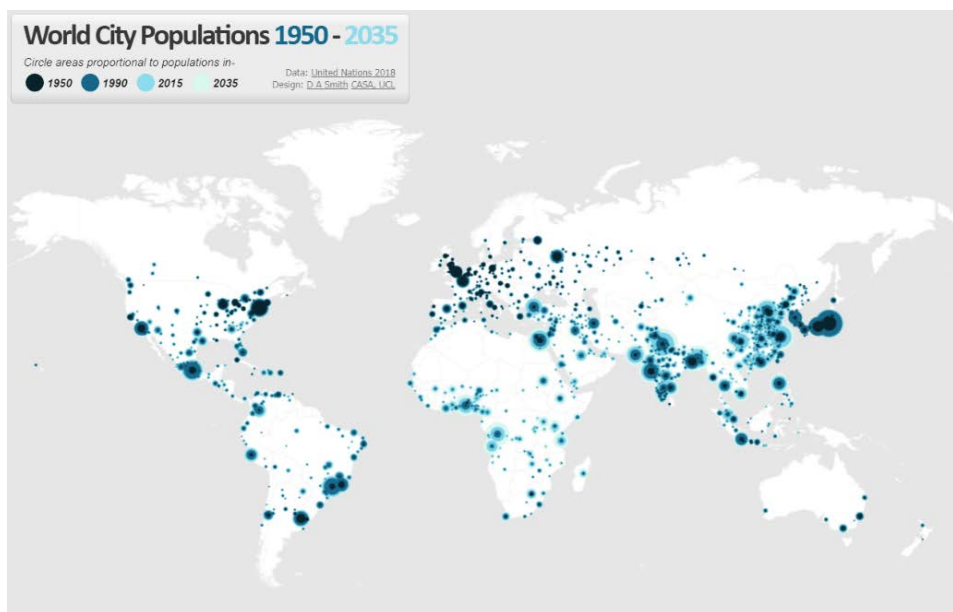 World City Populations 1950 - 2035
Circle areas proportional to populations in-
1950 1990 2015 2035
Data: United Nations 2018
Design: D A Smith CASA, UCL